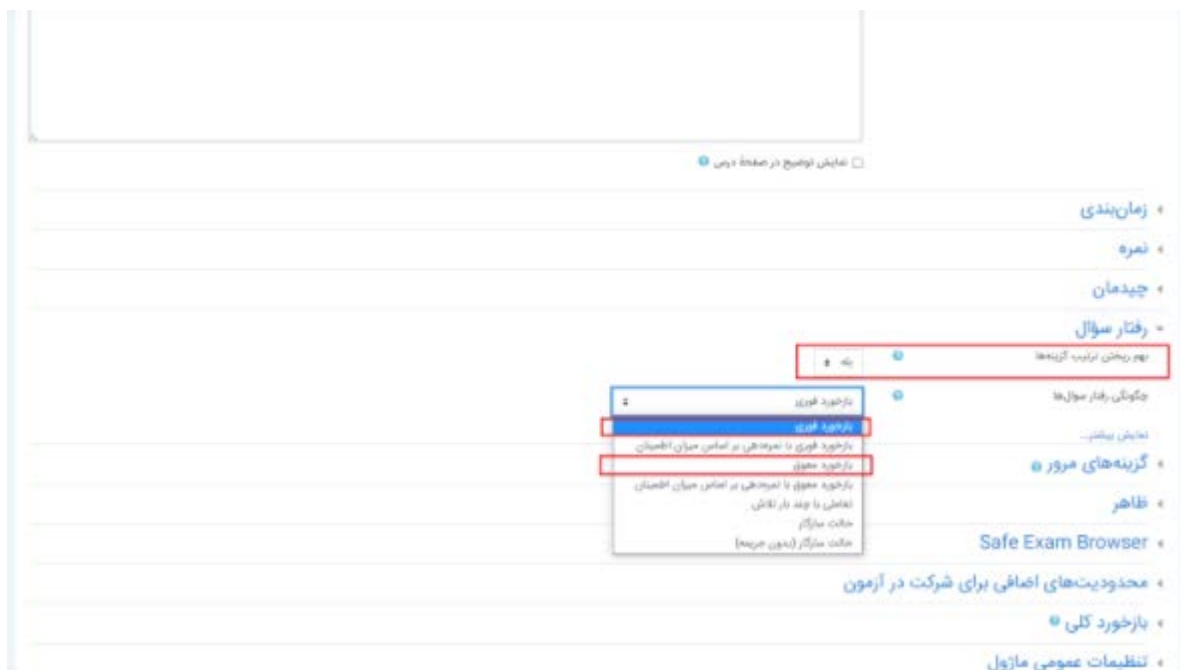 نمایش توضیح در صفحهٔ درس
زمان‌بندی
نمره
چیدمان
رفتار سؤال
بهم ریختن ترتیب گزینه‌ها
بله
چگونگی رفتار سوال‌ها
بازخورد فوری
بازخورد فوری
بازخورد فوری با نمره‌دهی بر اساس میزان اطمینان
بازخورد معوق
بازخورد معوق با نمره‌دهی بر اساس میزان اطمینان
تعاملی با چند بار تلاش
حالت سازگار
حالت سازگار (بدون جریمه)
نمایش بیشتر...
گزینه‌های مرور
ظاهر
Safe Exam Browser
محدودیت‌های اضافی برای شرکت در آزمون
بازخورد کلی
تنظیمات عمومی ماژول